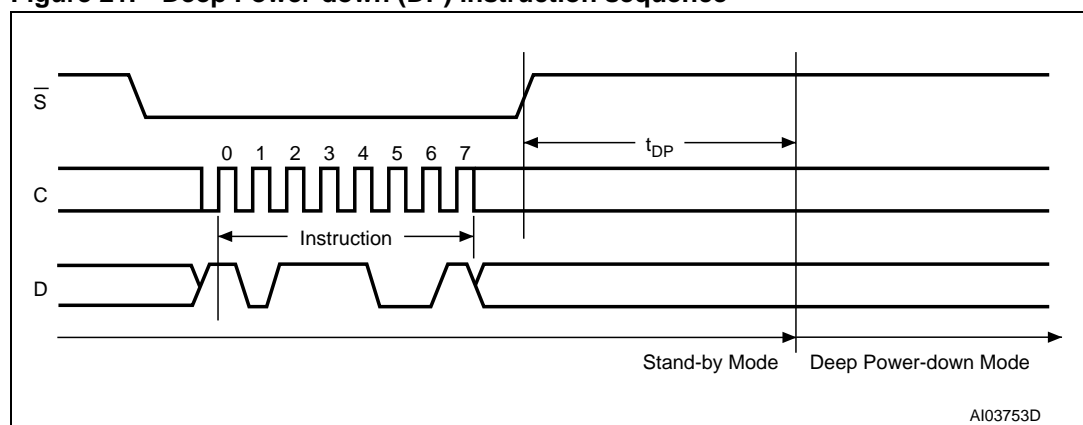 Figure 21. Deep Power-down (DP) instruction sequence
S
tDP
0 1 2 3 4 5 6 7
C
Instruction
D
Stand-by Mode Deep Power-down Mode
AI03753D